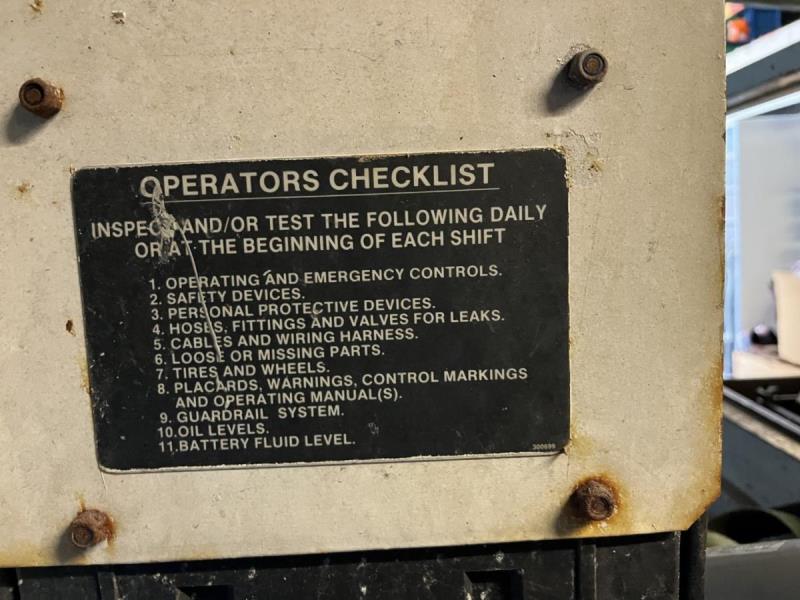 OPERATORS CHECKLIST
INSPECT AND/OR TEST THE FOLLOWING DAILY
OR AT THE BEGINNING OF EACH SHIFT
1. OPERATING AND EMERGENCY CONTROLS.
2. SAFETY DEVICES.
3. PERSONAL PROTECTIVE DEVICES.
4. HOSES, FITTINGS AND VALVES FOR LEAKS.
5. CABLES AND WIRING HARNESS.
6. LOOSE OR MISSING PARTS.
7. TIRES AND WHEELS.
8. PLACARDS, WARNINGS, CONTROL MARKINGS
AND OPERATING MANUAL(S).
9. GUARDRAIL SYSTEM.
10.OIL LEVELS.
11.BATTERY FLUID LEVEL.
300699